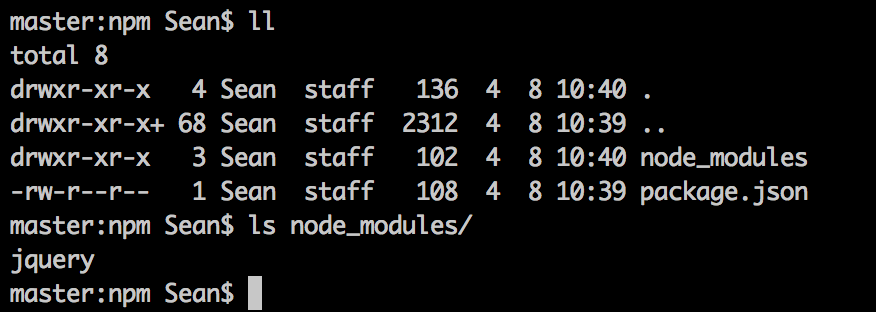 master:npm Sean$ ll
total 8
drwxr-xr-x   4 Sean  staff   136  4  8 10:40 .
drwxr-xr-x+ 68 Sean  staff  2312  4  8 10:39 ..
drwxr-xr-x   3 Sean  staff   102  4  8 10:40 node_modules
-rw-r--r--   1 Sean  staff   108  4  8 10:39 package.json
master:npm Sean$ ls node_modules/
jquery
master:npm Sean$